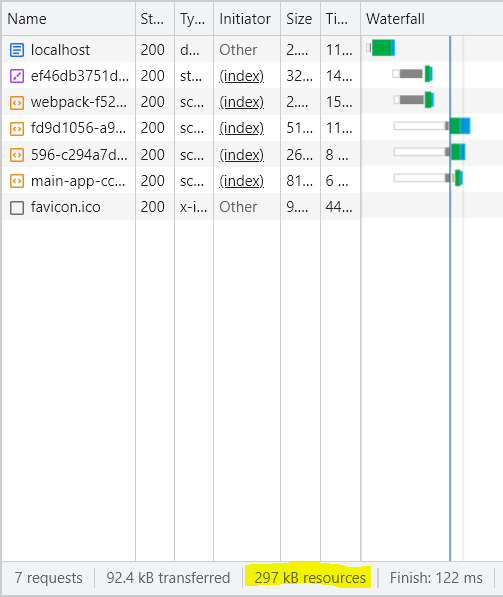 Name St... Ty... Initiator Size Ti... Waterfall
localhost 200 d... Other 2.... 11...
ef46db3751d... 200 st... (index) 32... 14...
webpack-f52... 200 sc... (index) 2.... 15...
fd9d1056-a9... 200 sc... (index) 51... 11...
596-c294a7d... 200 sc... (index) 26... 8 ...
main-app-cc... 200 sc... (index) 81... 6 ...
favicon.ico 200 x-i... Other 9.... 44...
7 requests 92.4 kB transferred 297 kB resources Finish: 122 ms